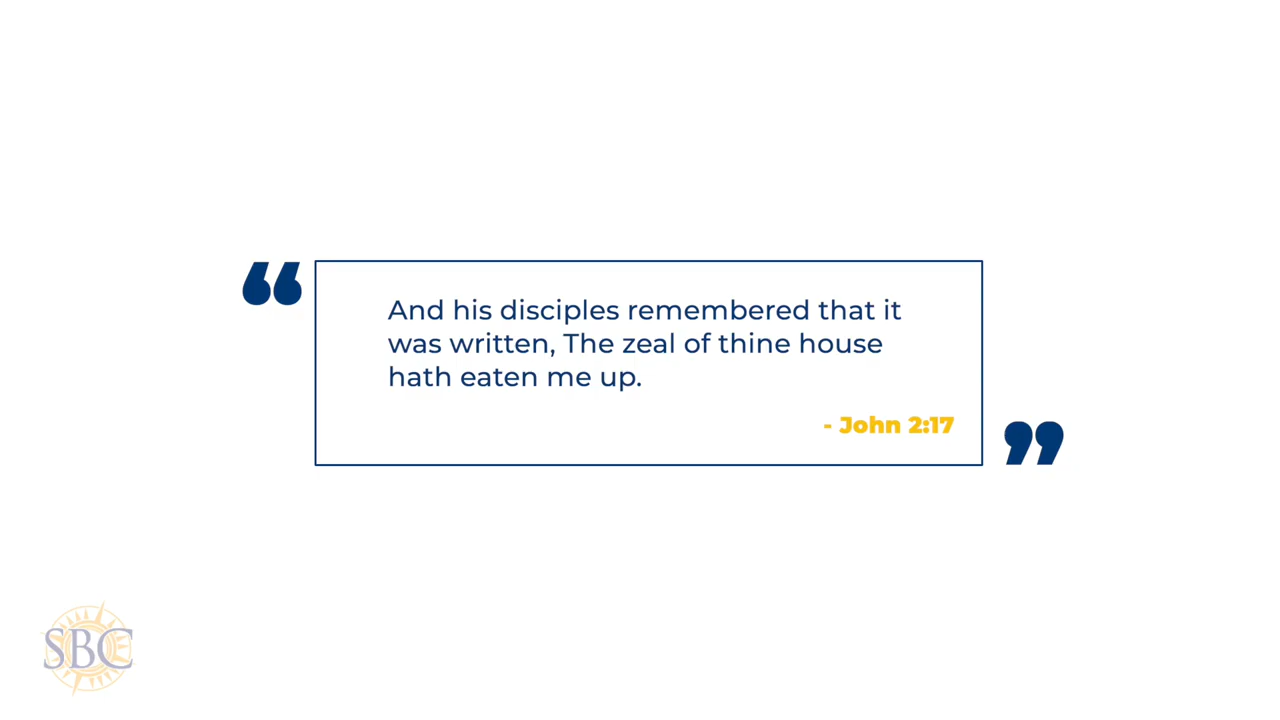 “
And his disciples remembered that it
was written, The zeal of thine house
hath eaten me up.
- John 2:17
”
SBC